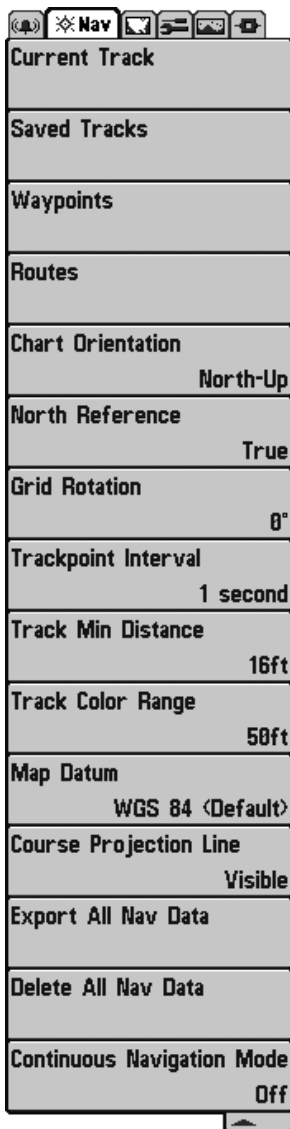 Nav
Current Track
Saved Tracks
Waypoints
Routes
Chart Orientation
North-Up
North Reference
True
Grid Rotation
0°
Trackpoint Interval
1 second
Track Min Distance
16ft
Track Color Range
50ft
Map Datum
WGS 84 <Default>
Course Projection Line
Visible
Export All Nav Data
Delete All Nav Data
Continuous Navigation Mode
Off